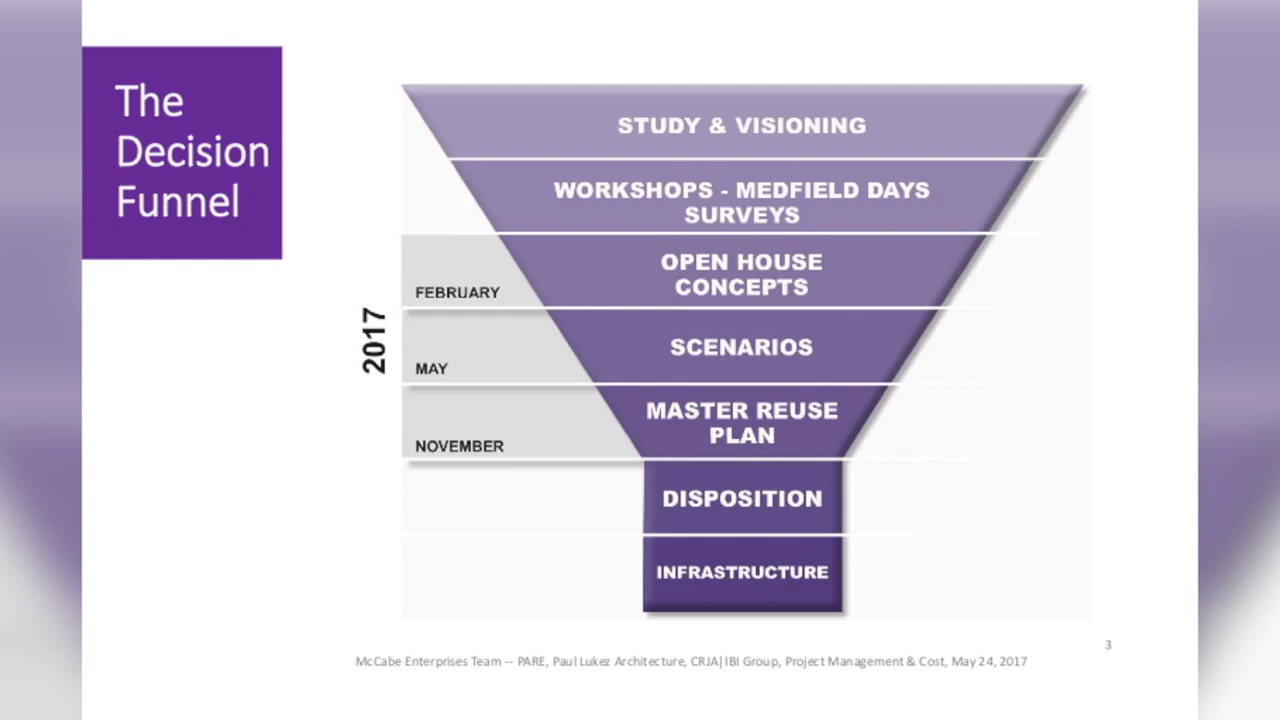 The
Decision
Funnel
STUDY & VISIONING
WORKSHOPS - MEDFIELD DAYS
SURVEYS
OPEN HOUSE
CONCEPTS
FEBRUARY
2017
SCENARIOS
MAY
MASTER REUSE
PLAN
NOVEMBER
DISPOSITION
INFRASTRUCTURE
3
McCabe Enterprises Team -- PARE, Paul Lukez Architecture, CRJA|IBI Group, Project Management & Cost, May 24, 2017